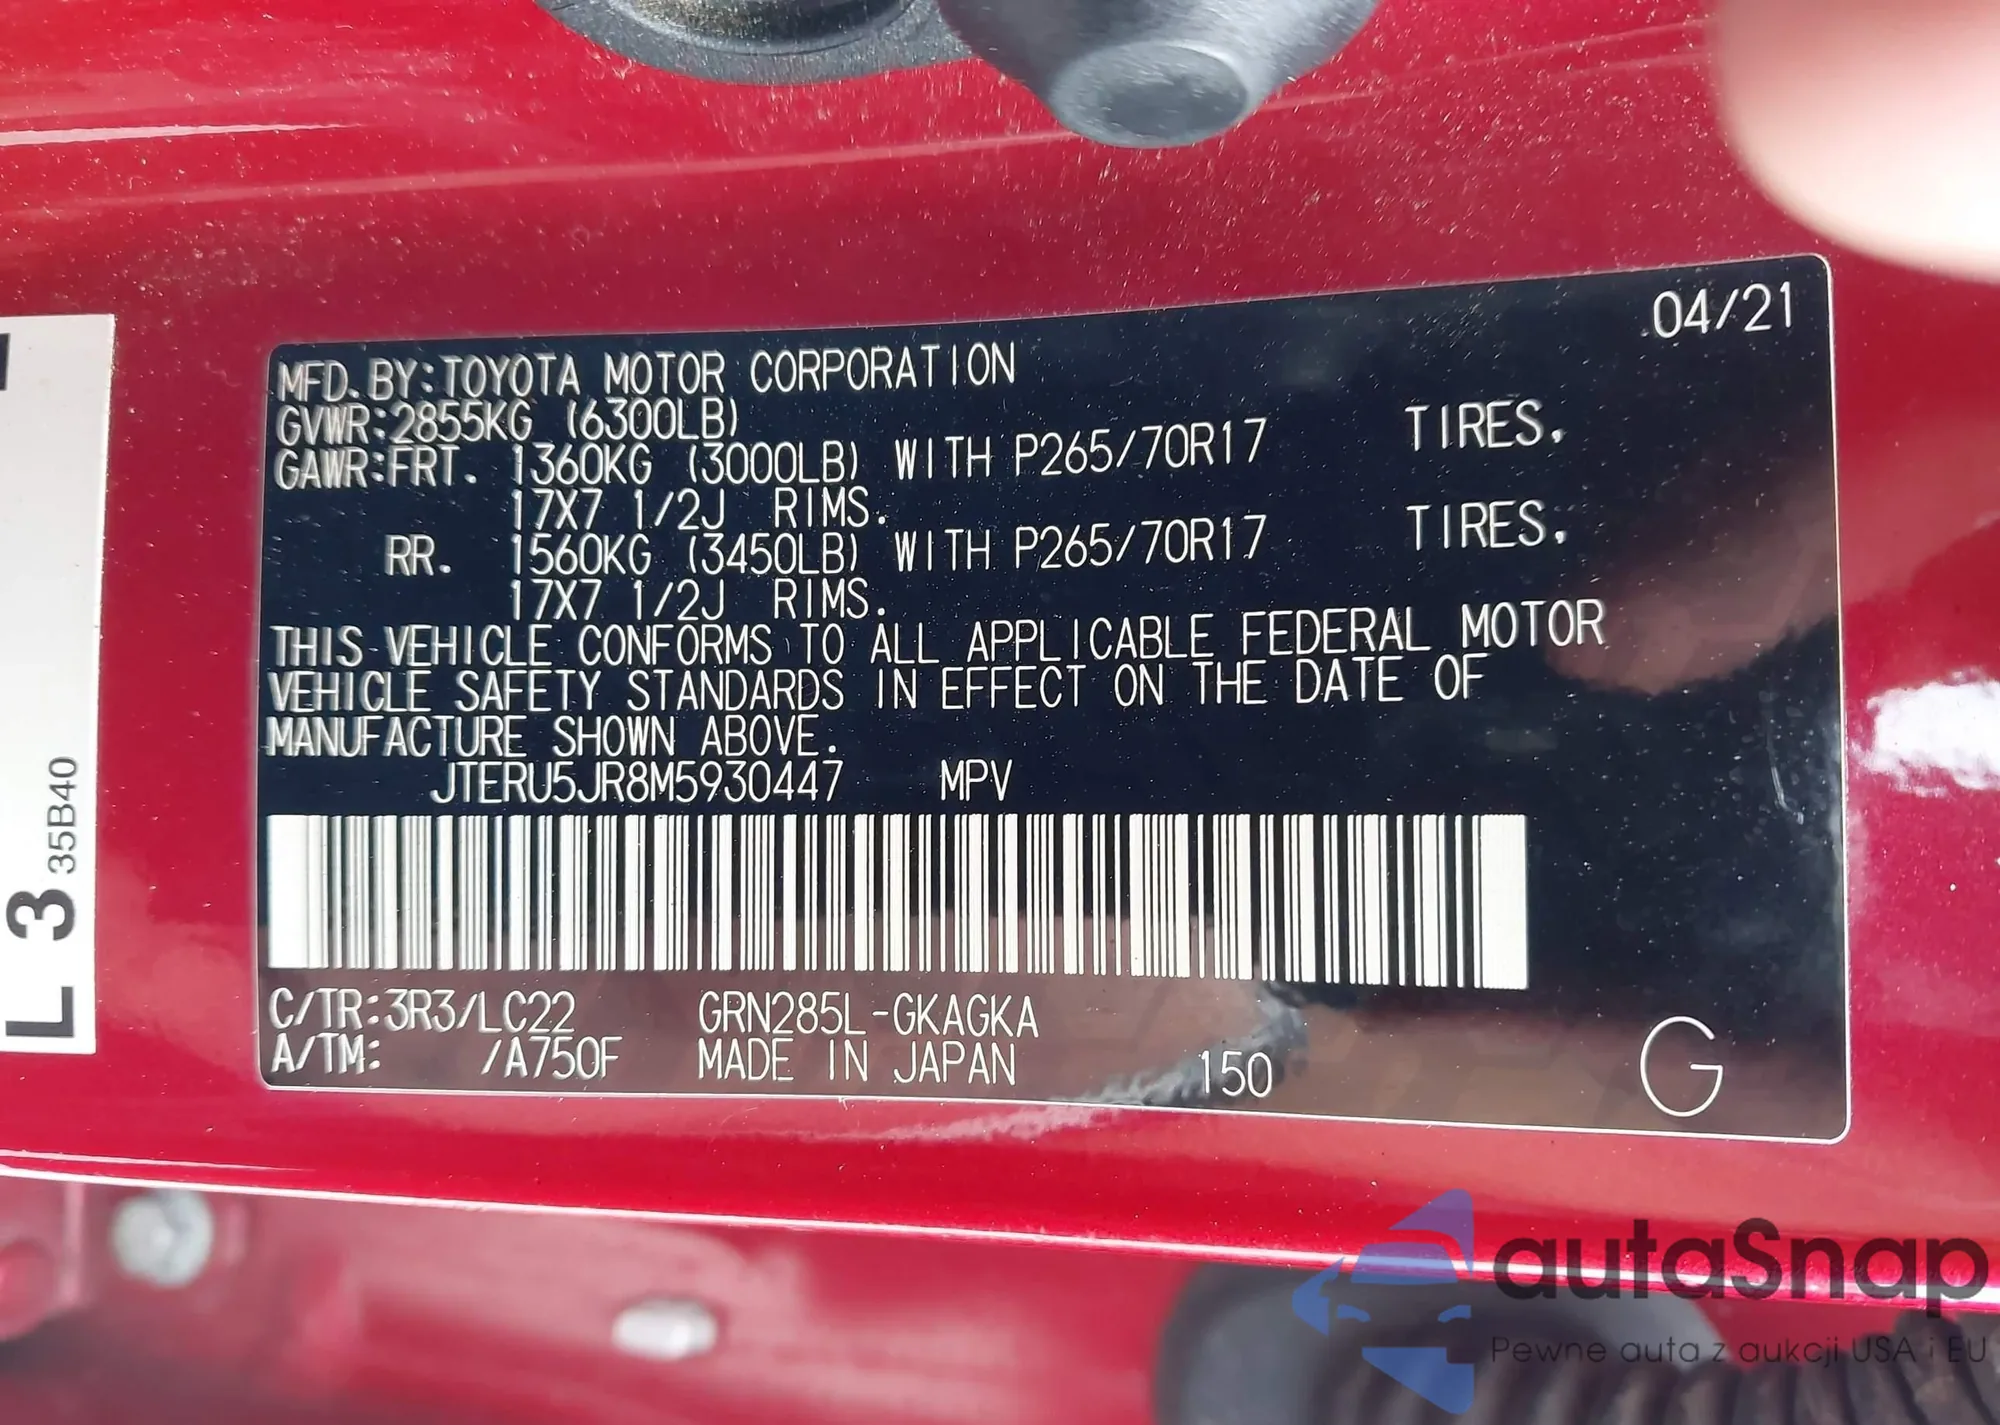 04/21
MFD.BY:TOYOTA MOTOR CORPORATION
GVWR:2855KG (6300LB)
GAWR:FRT. 1360KG (3000LB) WITH P265/70R17 TIRES.
17X7 1/2J RIMS.
RR. 1560KG (3450LB) WITH P265/70R17 TIRES.
17X7 1/2J RIMS.
THIS VEHICLE CONFORMS TO ALL APPLICABLE FEDERAL MOTOR
VEHICLE SAFETY STANDARDS IN EFFECT ON THE DATE OF
MANUFACTURE SHOWN ABOVE.
JTERU5JR8M5930447 MPV
C/TR:3R3/LC22 GRN285L-GKAGKA
A/TM: /A750F MADE IN JAPAN 150 G
L 3 35B40
autaSnap
Pewne auta z aukcji USA i EU